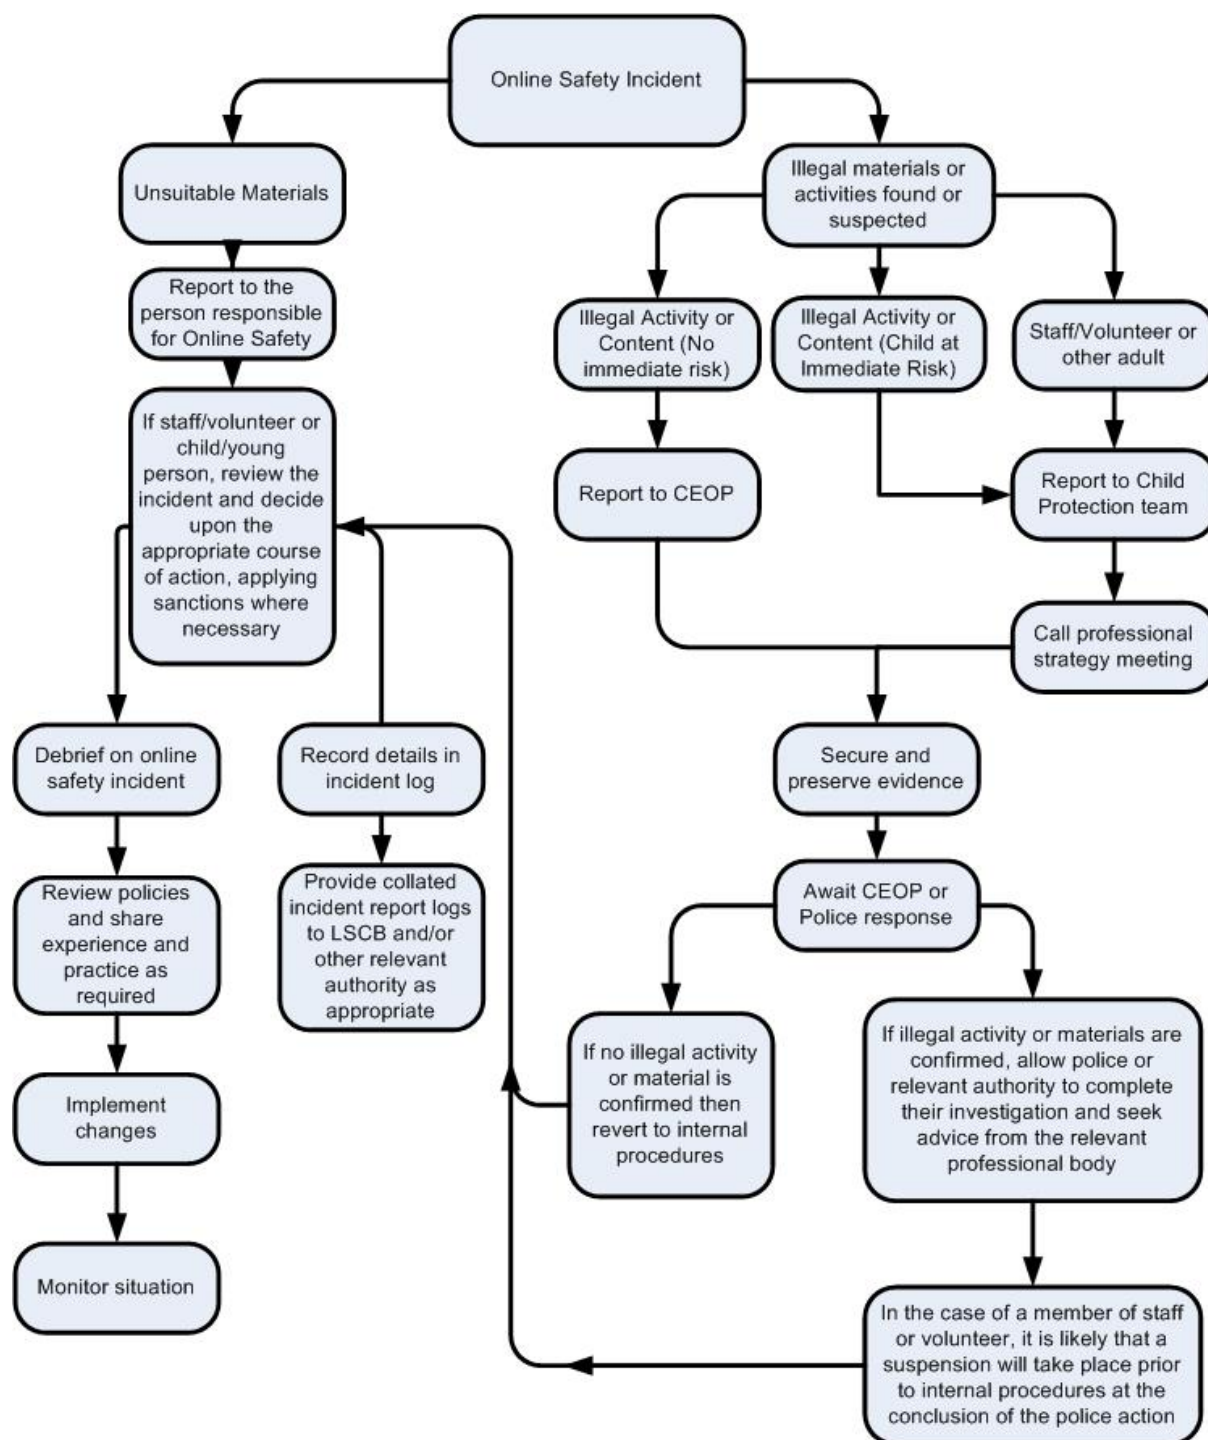 Online Safety Incident
Unsuitable Materials
Report to the
person responsible
for Online Safety
If staff/volunteer or
child/young
person, review the
incident and decide
upon the
appropriate course
of action, applying
sanctions where
necessary
Debrief on online
safety incident
Review policies
and share
experience and
practice as
required
Implement
changes
Monitor situation
Record details in
incident log
Provide collated
incident report logs
to LSCB and/or
other relevant
authority as
appropriate
Illegal materials or
activities found or
suspected
Illegal Activity or
Content (No
immediate risk)
Illegal Activity or
Content (Child at
Immediate Risk)
Staff/Volunteer or
other adult
Report to CEOP
Report to Child
Protection team
Call professional
strategy meeting
Secure and
preserve evidence
Await CEOP or
Police response
If no illegal activity
or material is
confirmed then
revert to internal
procedures
If illegal activity or materials are
confirmed, allow police or
relevant authority to complete
their investigation and seek
advice from the relevant
professional body
In the case of a member of staff
or volunteer, it is likely that a
suspension will take place prior
to internal procedures at the
conclusion of the police action